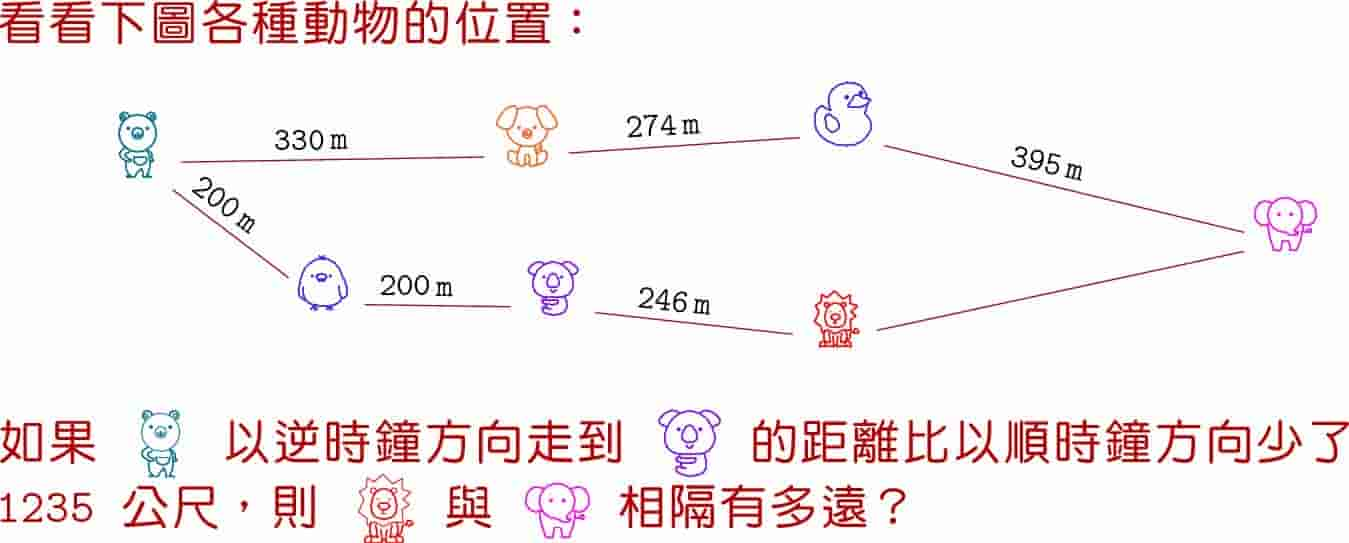 看看下圖各種動物的位置：
330 m
274 m
395 m
200 m
200 m
246 m
如果 以逆時鐘方向走到 的距離比以順時鐘方向少了
1235 公尺，則 與 相隔有多遠？